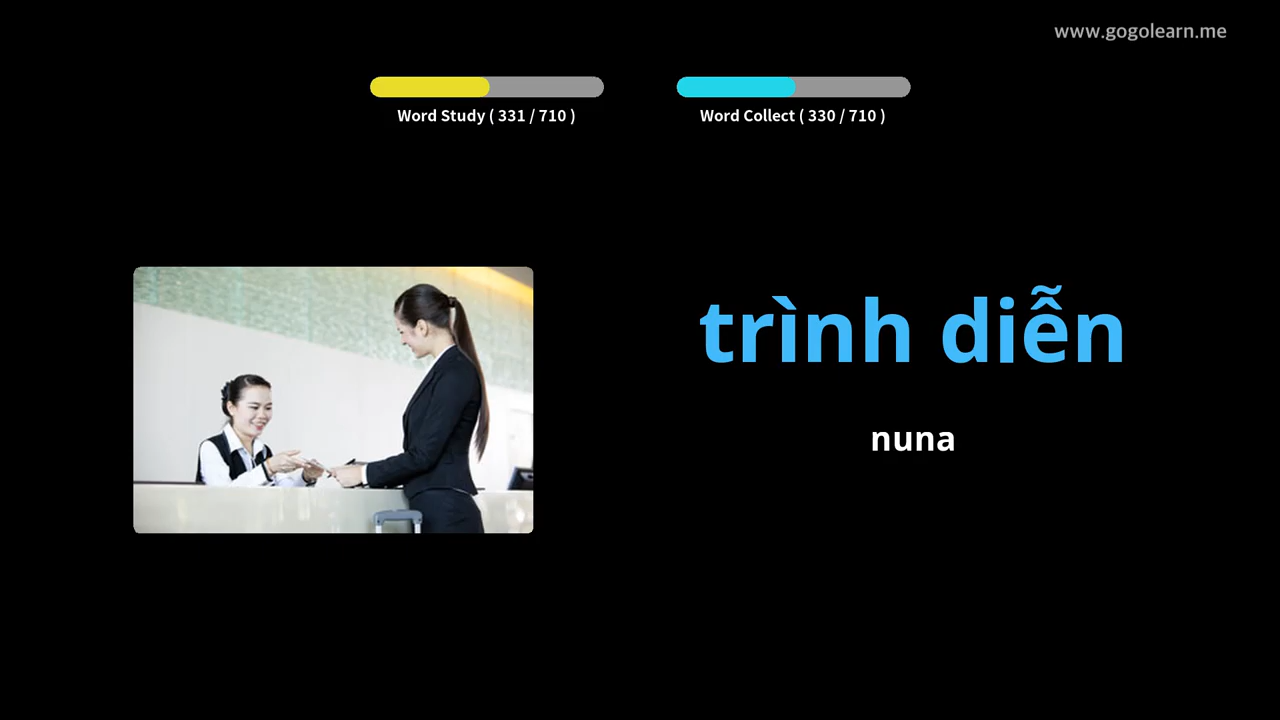 www.gogolearn.me
Word Study ( 331 / 710 )
Word Collect ( 330 / 710 )
trình diễn
nuna